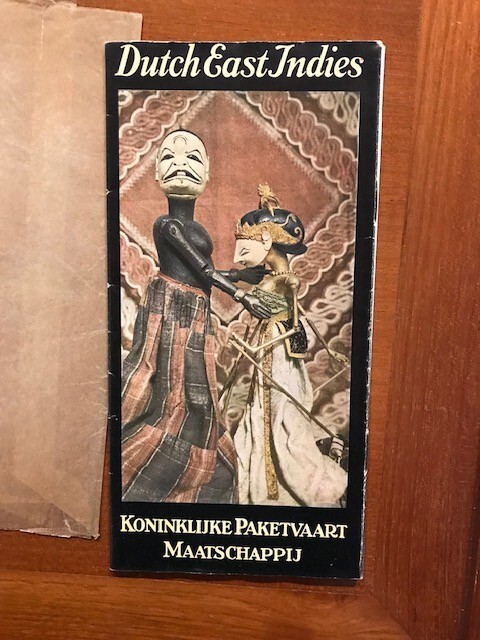 Dutch East Indies
KONINKLIJKE PAKETVAART
MAATSCHAPPIJ